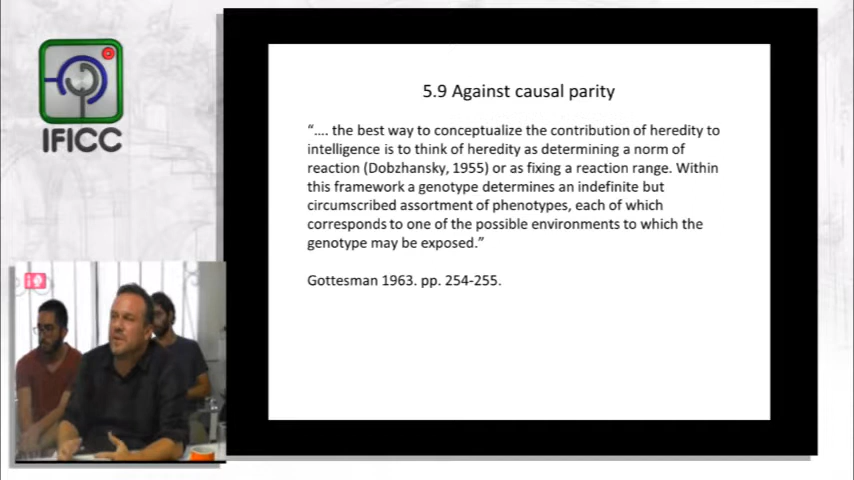 IFICC
5.9 Against causal parity
“.... the best way to conceptualize the contribution of heredity to
intelligence is to think of heredity as determining a norm of
reaction (Dobzhansky, 1955) or as fixing a reaction range. Within
this framework a genotype determines an indefinite but
circumscribed assortment of phenotypes, each of which
corresponds to one of the possible environments to which the
genotype may be exposed.”
Gottesman 1963. pp. 254-255.